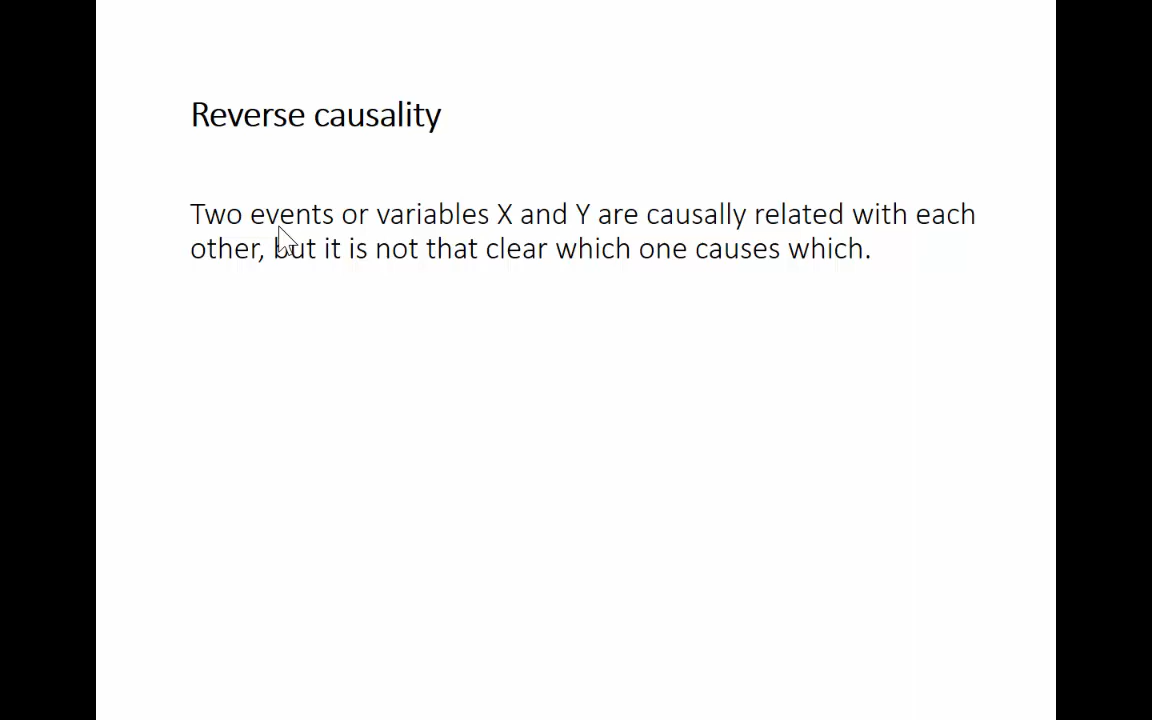 Reverse causality
Two events or variables X and Y are causally related with each
other, but it is not that clear which one causes which.